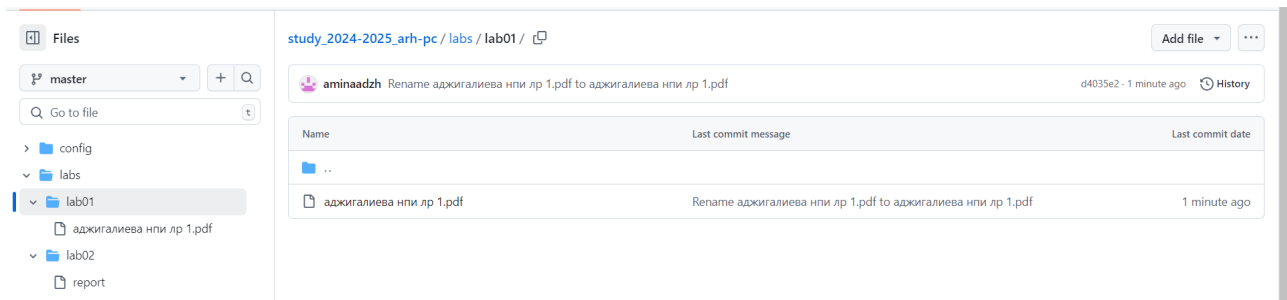 Files
master
Go to file
t
config
labs
lab01
аджигалиева нпи лр 1.pdf
lab02
report
study_2024-2025_arh-pc / labs / lab01 /
Add file
aminaadzh Rename аджигалиева нпи лр 1.pdf to аджигалиева нпи лр 1.pdf
d4035e2 · 1 minute ago
History
Name Last commit message Last commit date
..
аджигалиева нпи лр 1.pdf Rename аджигалиева нпи лр 1.pdf to аджигалиева нпи лр 1.pdf 1 minute ago